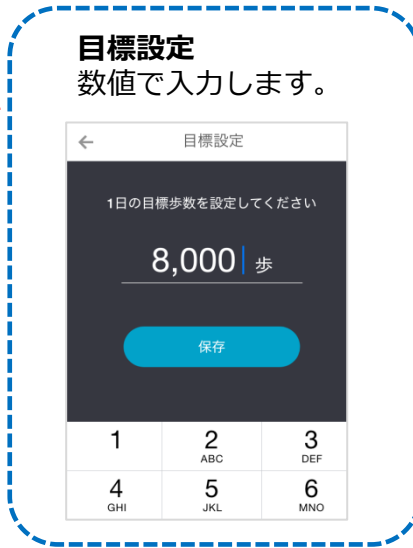 目標設定
数値で入力します。
← 目標設定
1日の目標歩数を設定してください
8,000 歩
保存
1 2 3
ABC DEF
4 5 6
GHI JKL MNO